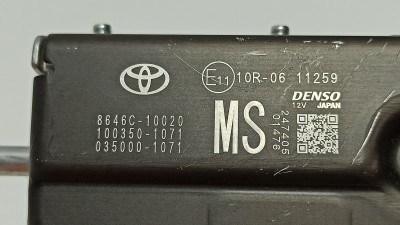 E11 10R-06 11259
DENSO
12V JAPAN
8646C-10020
100350-1071
035000-1071
MS
247405
01476